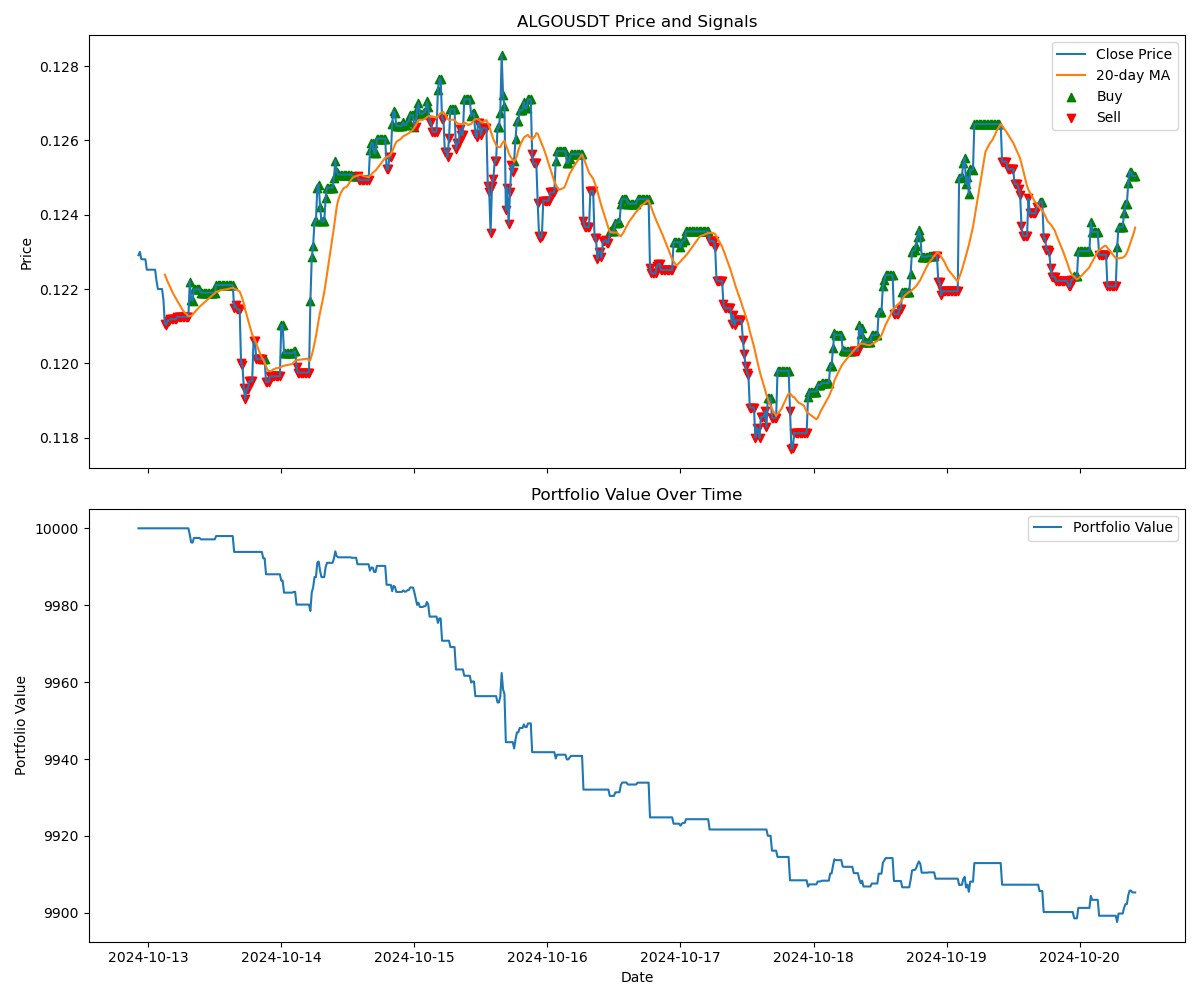 ALGOUSDT Price and Signals
Price
0.128
0.126
0.124
0.122
0.120
0.118
Close Price
20-day MA
Buy
Sell
Portfolio Value Over Time
Portfolio Value
10000
9980
9960
9940
9920
9900
Portfolio Value
2024-10-13
2024-10-14
2024-10-15
2024-10-16
2024-10-17
2024-10-18
2024-10-19
2024-10-20
Date